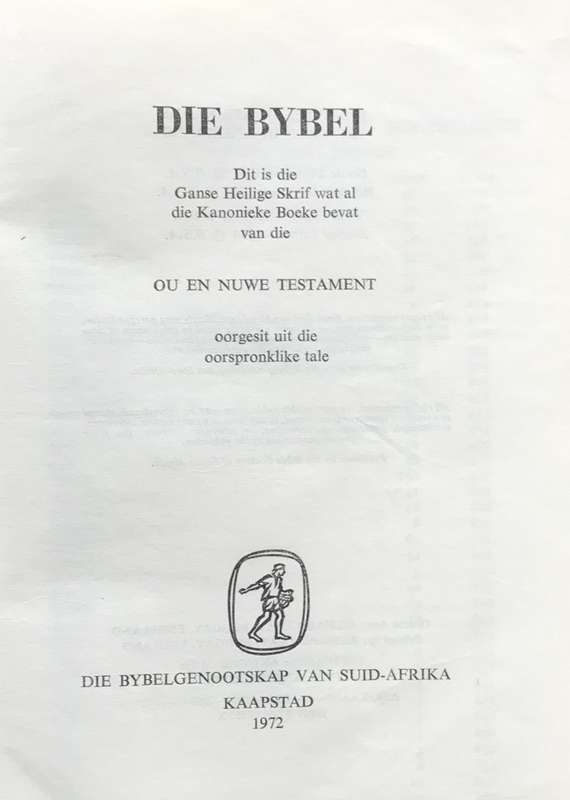 DIE BYBEL
Dit is die
Ganse Heilige Skrif wat al
die Kanonieke Boeke bevat
van die
OU EN NUWE TESTAMENT
oorgesit uit die
oorspronklike tale
DIE BYBELGENOOTSKAP VAN SUID-AFRIKA
KAAPSTAD
1972